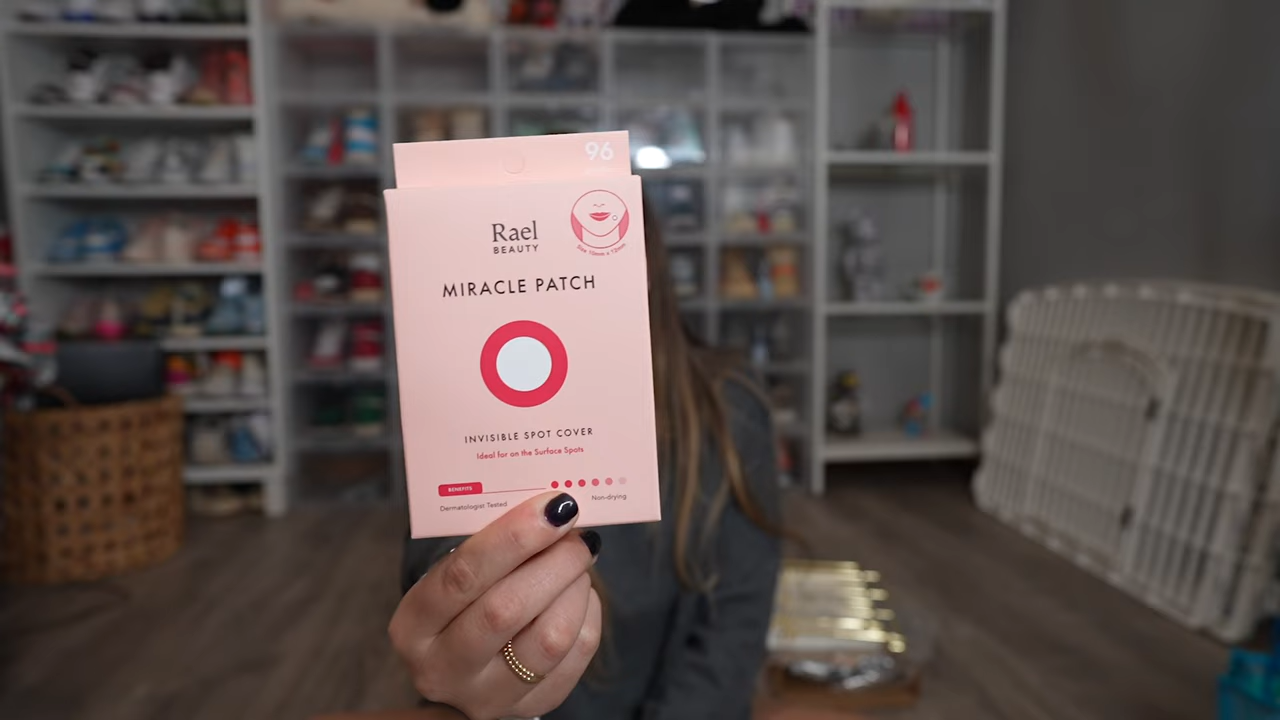 96
Rael
BEAUTY
MIRACLE PATCH
INVISIBLE SPOT COVER
Ideal for on the Surface Spots
BENEFITS
Dermatologist Tested
Non-drying